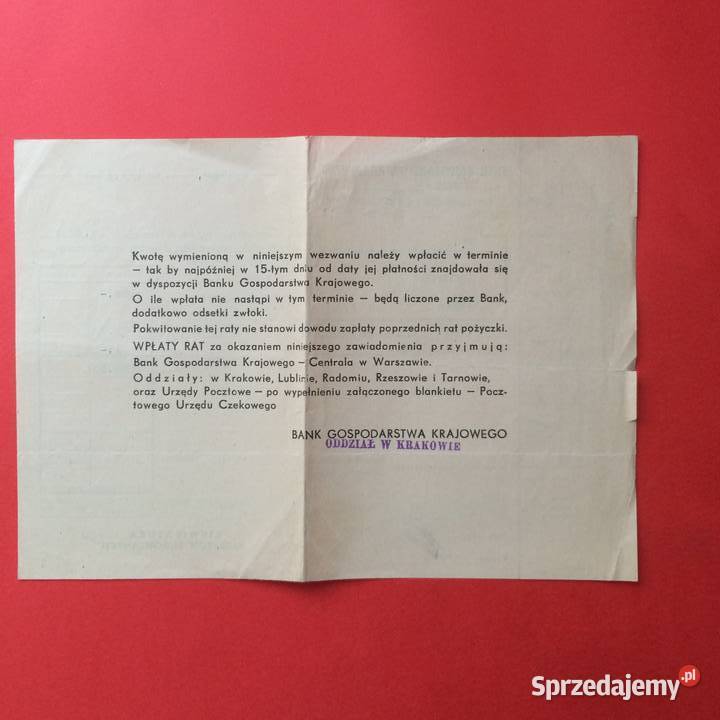 Kwotę wymienioną w niniejszym wezwaniu należy wpłacić w terminie
— tak by najpóźniej w 15-tym dniu od daty jej płatności znajdowała się
w dyspozycji Banku Gospodarstwa Krajowego.
O ile wpłata nie nastąpi w tym terminie — będą liczone przez Bank,
dodatkowo odsetki zwłoki.
Pokwitowanie tej raty nie stanowi dowodu zapłaty poprzednich rat pożyczki.
WPŁATY RAT za okazaniem niniejszego zawiadomienia przyjmują:
Bank Gospodarstwa Krajowego — Centrala w Warszawie.
Oddziały: w Krakowie, Lublinie, Radomiu, Rzeszowie i Tarnowie,
oraz Urzędy Pocztowe — po wypełnieniu załączonego blankietu — Pocz-
towego Urzędu Czekowego
BANK GOSPODARSTWA KRAJOWEGO
ODDZIAŁ W KRAKOWIE
Sprzedajemy.pl